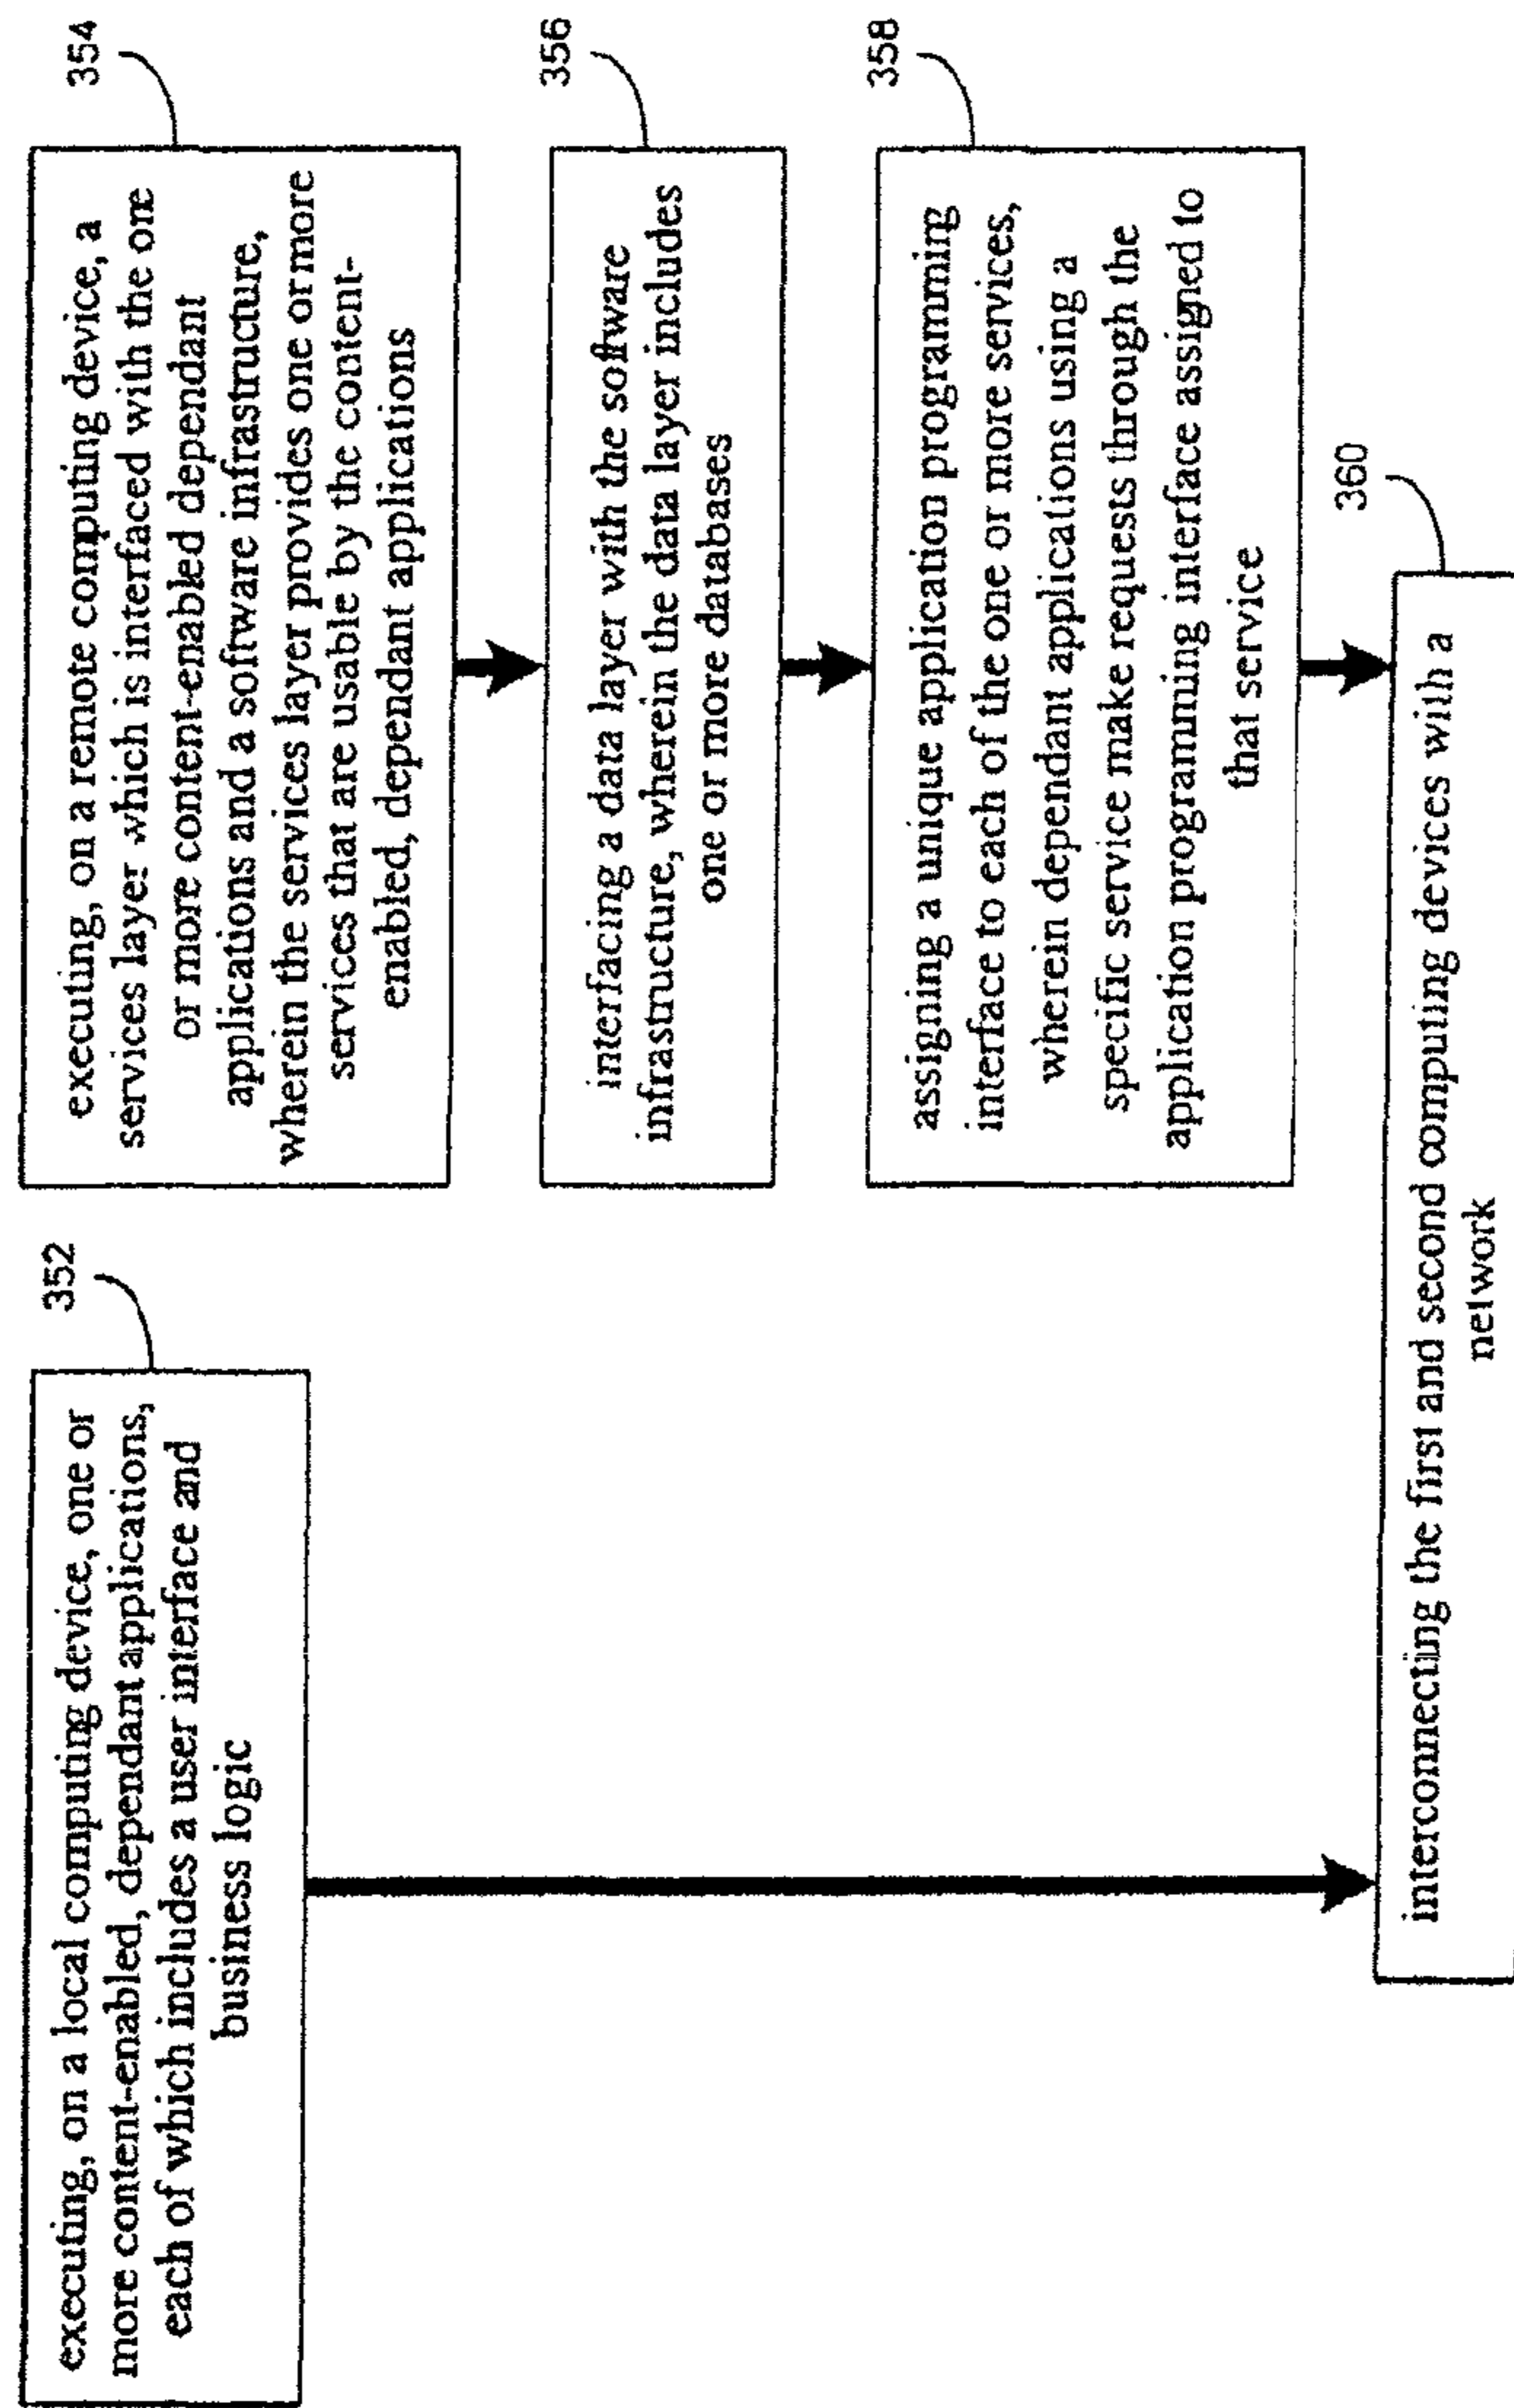 352
executing, on a local computing device, one or
more content-enabled, dependant applications,
each of which includes a user interface and
business logic
354
executing, on a remote computing device, a
services layer which is interfaced with the one
or more content-enabled dependant
applications and a software infrastructure,
wherein the services layer provides one or more
services that are usable by the content-
enabled, dependant applications
356
interfacing a data layer with the software
infrastructure, wherein the data layer includes
one or more databases
358
assigning a unique application programming
interface to each of the one or more services,
wherein dependant applications using a
specific service make requests through the
application programming interface assigned to
that service
360
interconnecting the first and second computing devices with a
network